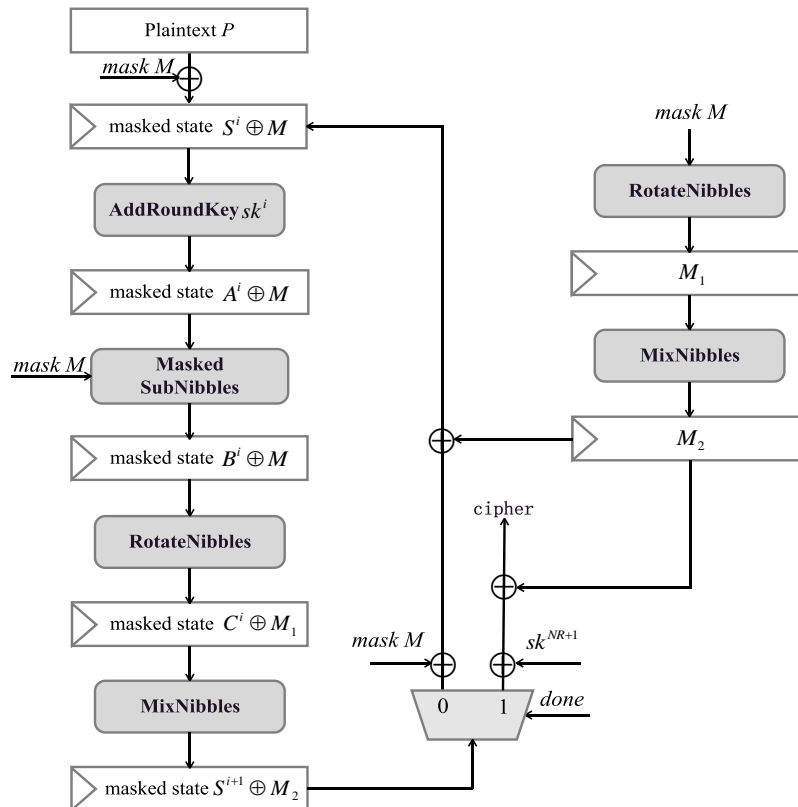 Plaintext P
mask M
masked state S^i ⊕ M
AddRoundKey sk^i
masked state A^i ⊕ M
mask M
Masked
SubNibbles
masked state B^i ⊕ M
RotateNibbles
masked state C^i ⊕ M_1
MixNibbles
masked state S^{i+1} ⊕ M_2
mask M
RotateNibbles
M_1
MixNibbles
M_2
cipher
mask M
sk^{NR+1}
0 1
done